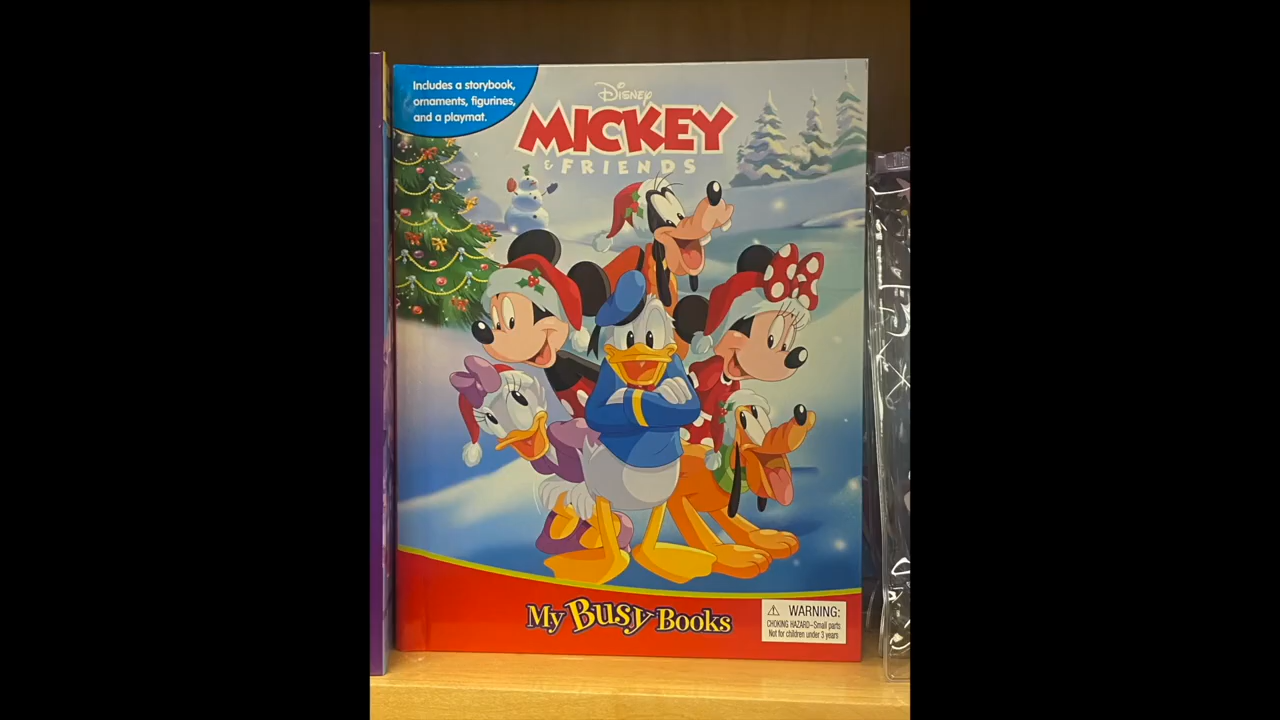 Includes a storybook,
ornaments, figurines,
and a playmat.
Disney
MICKEY
& FRIENDS
My Busy Books
WARNING:
CHOKING HAZARD–Small parts
Not for children under 3 years